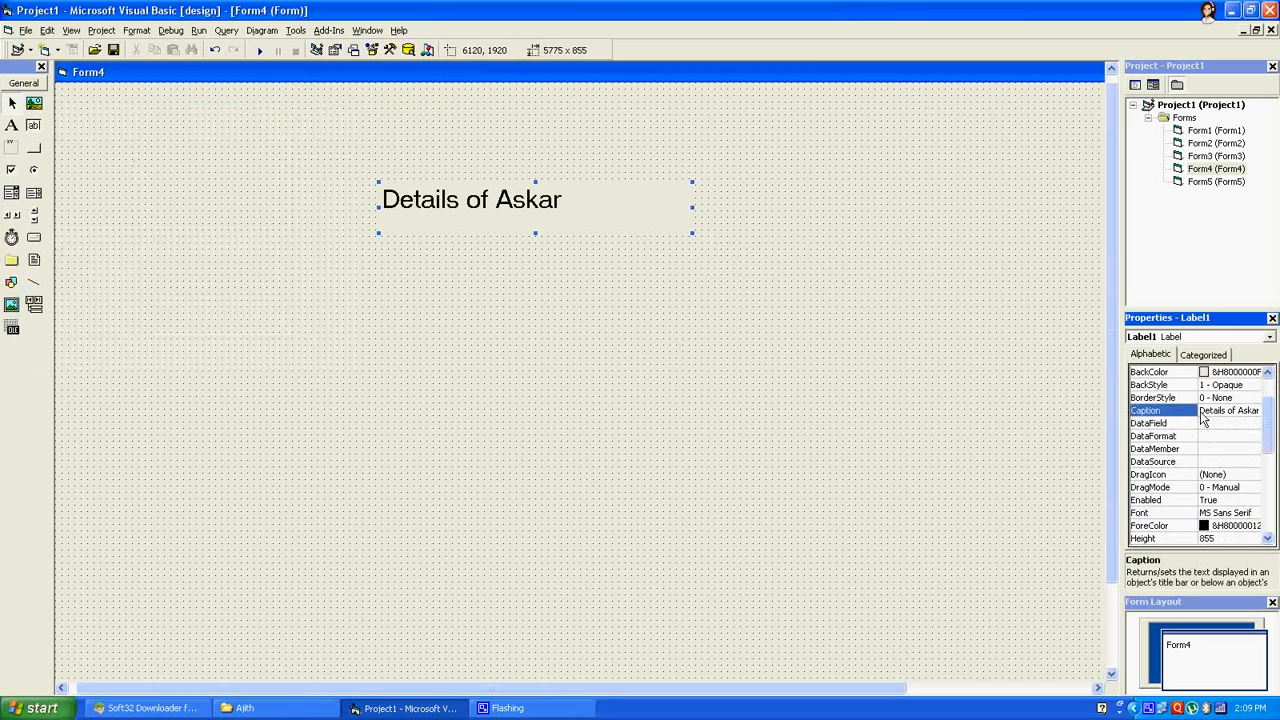 Project1 - Microsoft Visual Basic [design] - [Form4 (Form)]
File Edit View Project Format Debug Run Query Diagram Tools Add-Ins Window Help
6120, 1920 5775 x 855
General
Form4
Details of Askar
Project - Project1
Project1 (Project1)
Forms
Form1 (Form1)
Form2 (Form2)
Form3 (Form3)
Form4 (Form4)
Form5 (Form5)
Properties - Label1
Label1 Label
Alphabetic Categorized
BackColor &H8000000F
BackStyle 1 - Opaque
BorderStyle 0 - None
Caption Details of Askar
DataField
DataFormat
DataMember
DataSource
DragIcon (None)
DragMode 0 - Manual
Enabled True
Font MS Sans Serif
ForeColor &H80000012
Height 855
Caption
Returns/sets the text displayed in an
object's title bar or below an object's
Form Layout
Form4
start Soft32 Downloader f... Ajith Project1 - Microsoft V... Flashing 2:09 PM